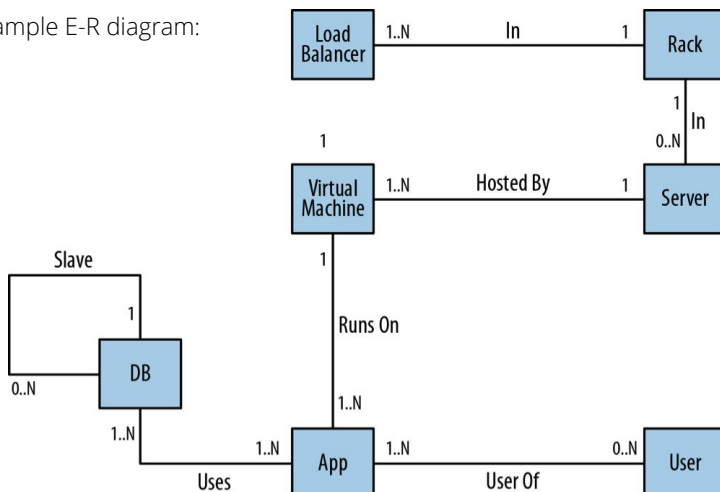 ample E-R diagram:
Load
Balancer
1..N
In
1
Rack
1
In
0..N
1
Virtual
Machine
1..N
Hosted By
1
Server
1
Slave
1
Runs On
DB
0..N
1..N
1..N
1..N
App
1..N
0..N
User
Uses
User Of